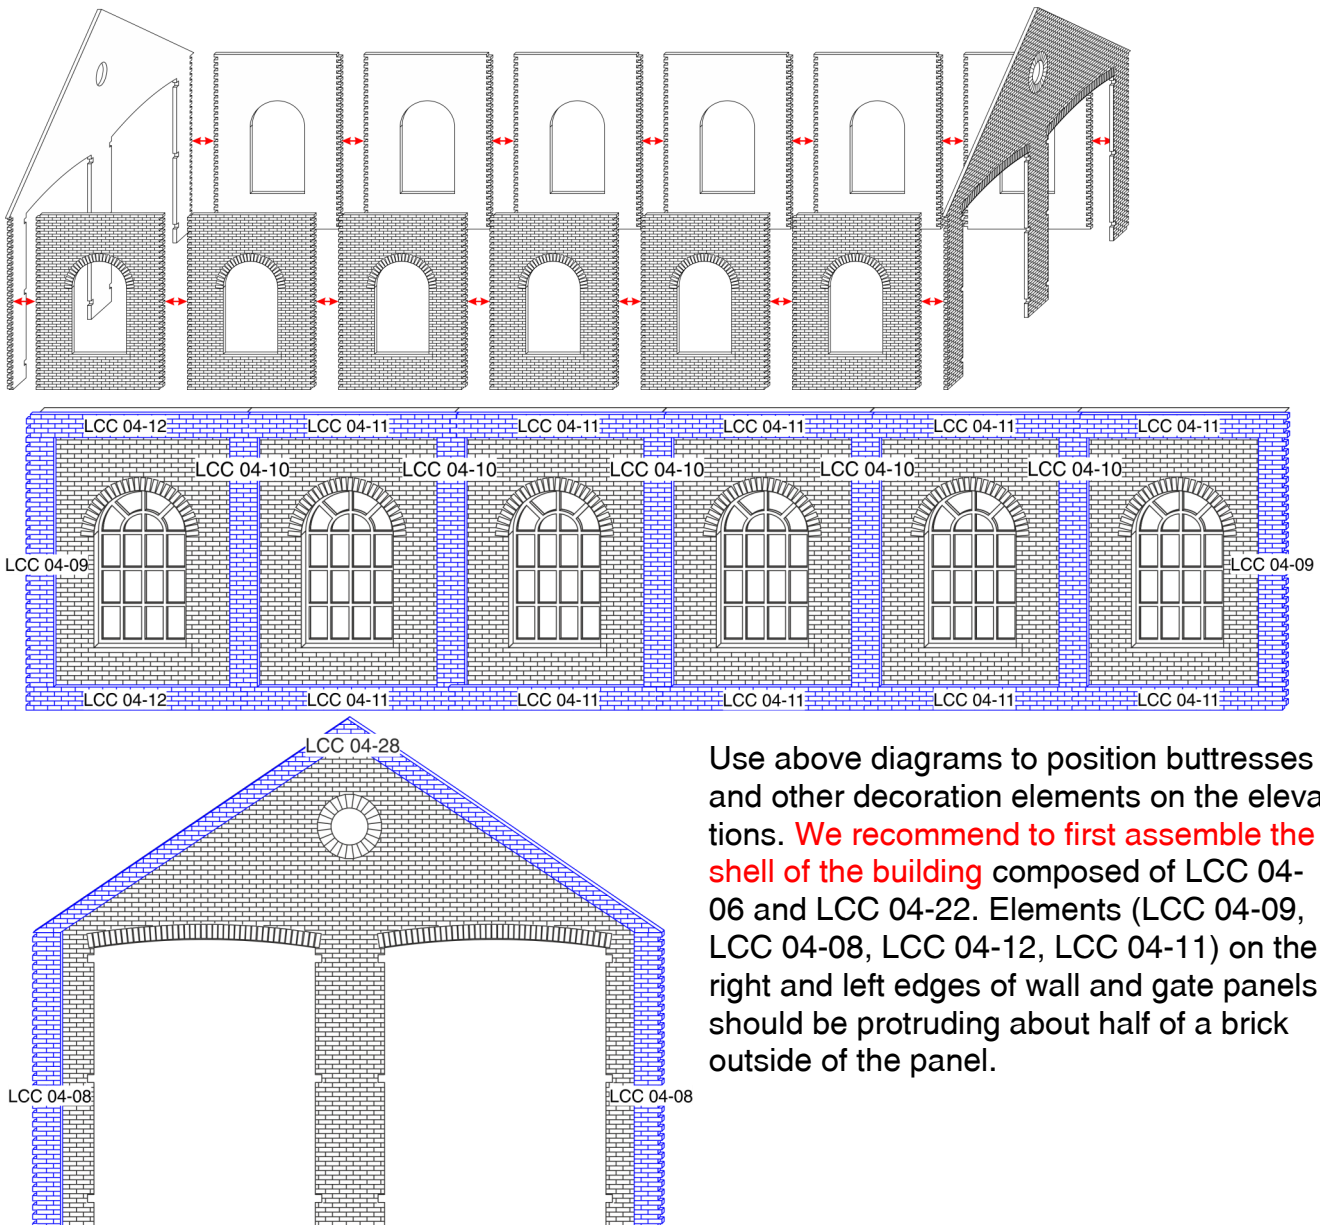 LCC 04-12 LCC 04-11 LCC 04-11 LCC 04-11 LCC 04-11 LCC 04-11
LCC 04-10 LCC 04-10 LCC 04-10 LCC 04-10 LCC 04-10
LCC 04-09 LCC 04-09
LCC 04-12 LCC 04-11 LCC 04-11 LCC 04-11 LCC 04-11 LCC 04-11
LCC 04-28
LCC 04-08 LCC 04-08
Use above diagrams to position buttresses
and other decoration elements on the eleva
tions. We recommend to first assemble the
shell of the building composed of LCC 04-
06 and LCC 04-22. Elements (LCC 04-09,
LCC 04-08, LCC 04-12, LCC 04-11) on the
right and left edges of wall and gate panels
should be protruding about half of a brick
outside of the panel.